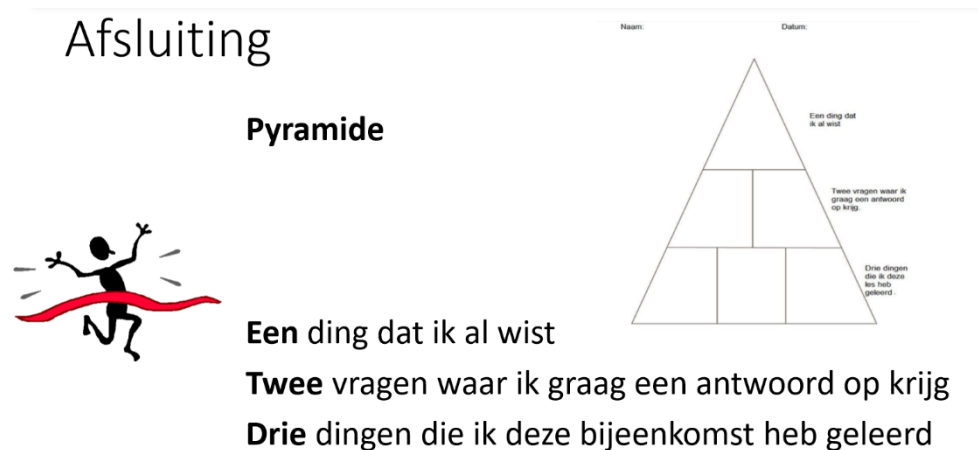 Afsluiting
Naam:
Datum:
Pyramide
Een ding dat
ik al wist
Twee vragen waar ik
graag een antwoord
op krijg.
Drie dingen
die ik deze
les heb
geleerd.
Een ding dat ik al wist
Twee vragen waar ik graag een antwoord op krijg
Drie dingen die ik deze bijeenkomst heb geleerd